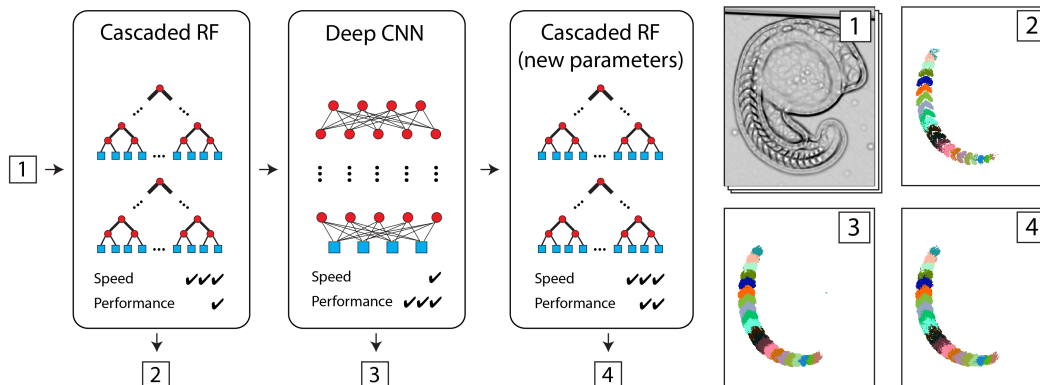 Cascaded RF
Deep CNN
Cascaded RF
(new parameters)
1
2
1
Speed ✔✔✔
Performance ✔
Speed ✔
Performance ✔✔✔
Speed ✔✔✔
Performance ✔✔
3
4
2
3
4